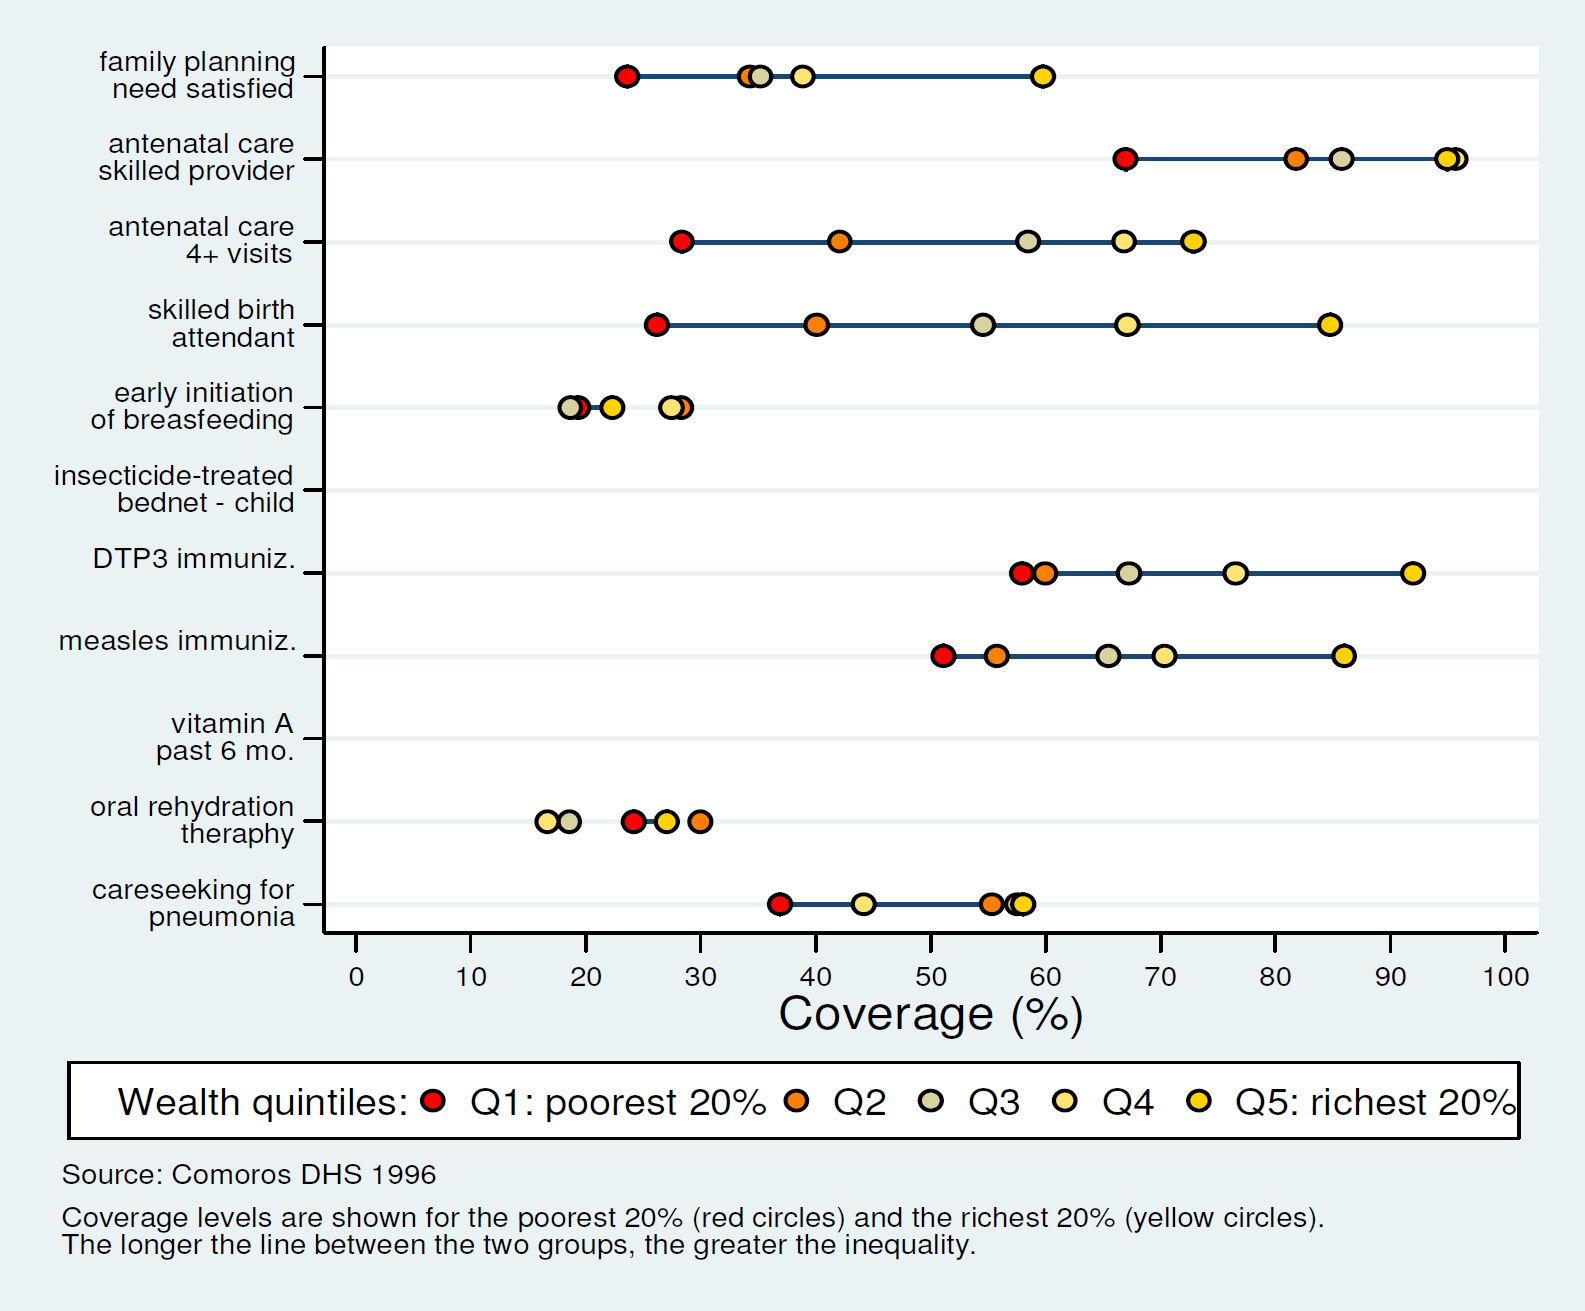 family planning
need satisfied
antenatal care
skilled provider
antenatal care
4+ visits
skilled birth
attendant
early initiation
of breasfeeding
insecticide-treated
bednet - child
DTP3 immuniz.
measles immuniz.
vitamin A
past 6 mo.
oral rehydration
theraphy
careseeking for
pneumonia
0 10 20 30 40 50 60 70 80 90 100
Coverage (%)
Wealth quintiles: Q1: poorest 20% Q2 Q3 Q4 Q5: richest 20%
Source: Comoros DHS 1996
Coverage levels are shown for the poorest 20% (red circles) and the richest 20% (yellow circles).
The longer the line between the two groups, the greater the inequality.